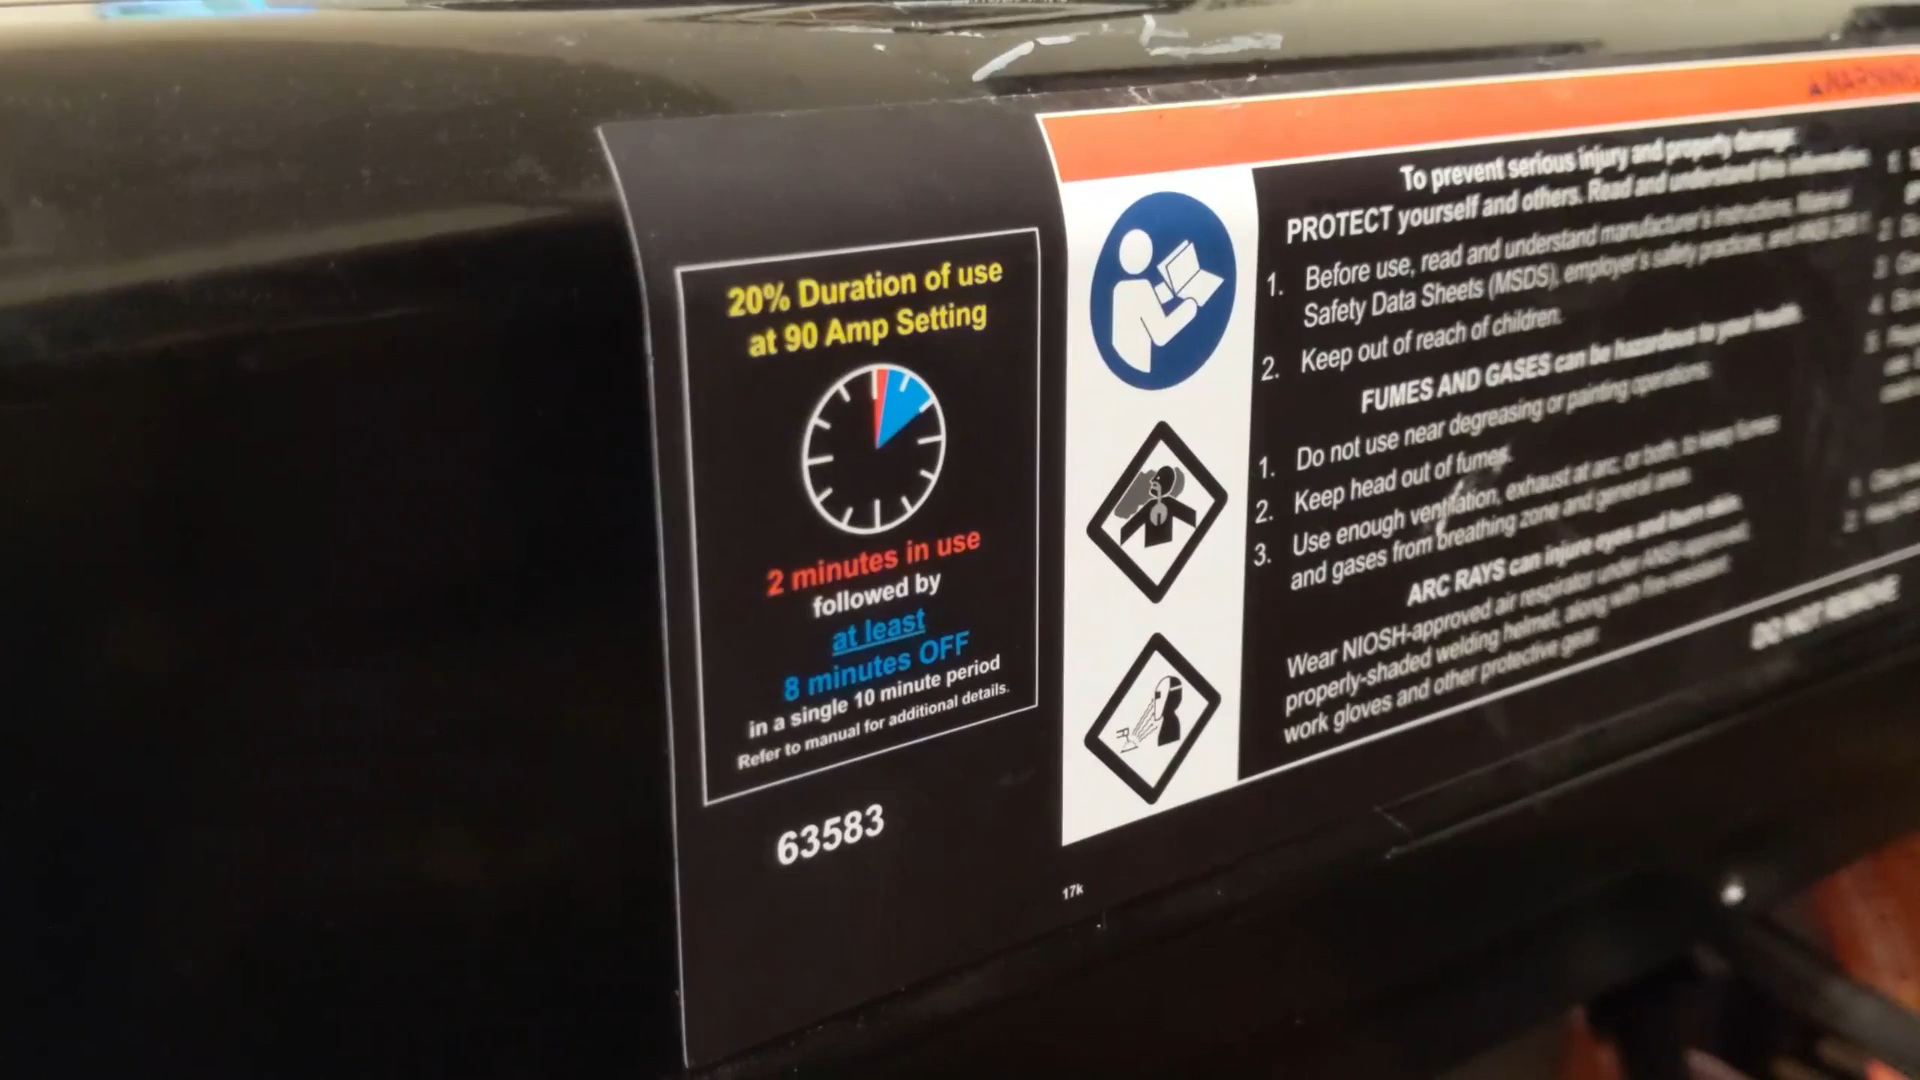 20% Duration of use
at 90 Amp Setting
2 minutes in use
followed by
at least
8 minutes OFF
in a single 10 minute period
Refer to manual for additional details.
63583
17k
WARNING
To prevent serious injury and property damage:
PROTECT yourself and others. Read and understand this information.
1. Before use, read and understand manufacturer's instructions, Material
Safety Data Sheets (MSDS), employer's safety practices, and ANSI
2. Keep out of reach of children.
FUMES AND GASES can be hazardous to your health.
1. Do not use near degreasing or painting operations.
2. Keep head out of fumes.
3. Use enough ventilation, exhaust at arc, or both, to keep fumes
and gases from breathing zone and general area.
ARC RAYS can injure eyes and burn skin.
Wear NIOSH-approved air respirator under ANSI-approved,
properly-shaded welding helmet, along with fire-resistant
work gloves and other protective gear.
DO NOT REMOVE